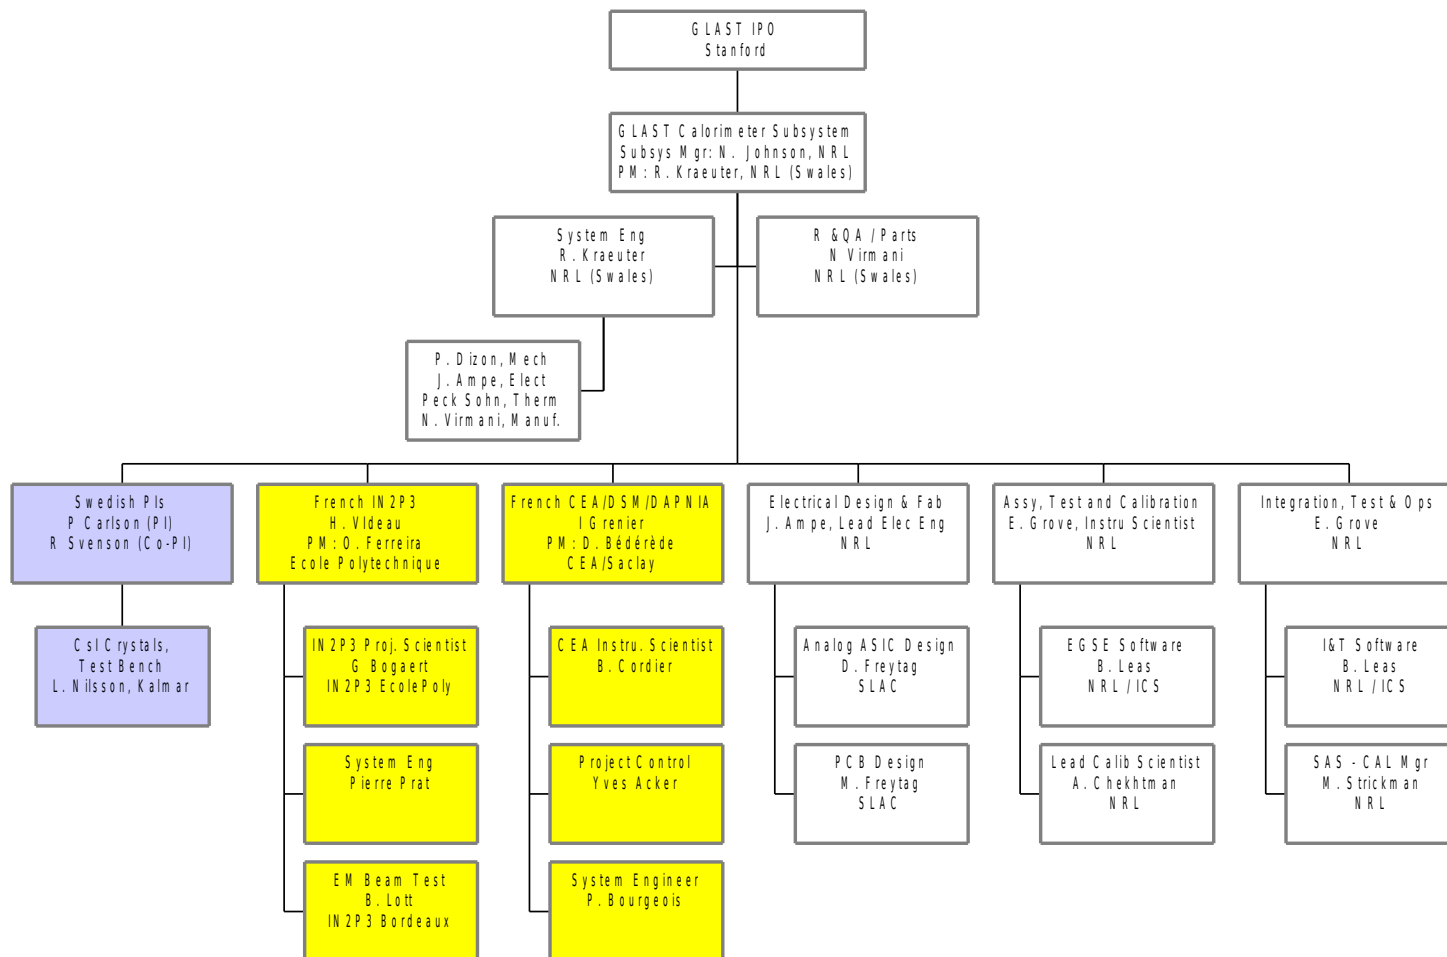 GLAST IPO
Stanford
GLAST Calorimeter Subsystem
Subsys Mgr: N. Johnson, NRL
PM: R. Kraeuter, NRL (Swales)
System Eng
R. Kraeuter
NRL (Swales)
R &QA / Parts
N Virmani
NRL (Swales)
P. Dizon, Mech
J. Ampe, Elect
Peck Sohn, Therm
N. Virmani, Manuf.
Swedish PIs
P Carlson (PI)
R Svenson (Co-PI)
French IN2P3
H. VIdeau
PM: O. Ferreira
Ecole Polytechnique
French CEA/DSM/DAPNIA
I Grenier
PM: D. Bédérède
CEA/Saclay
Electrical Design & Fab
J. Ampe, Lead Elec Eng
NRL
Assy, Test and Calibration
E. Grove, Instru Scientist
NRL
Integration, Test & Ops
E. Grove
NRL
CsI Crystals,
Test Bench
L. Nilsson, Kalmar
IN2P3 Proj. Scientist
G Bogaert
IN2P3 EcolePoly
CEA Instru. Scientist
B. Cordier
Analog ASIC Design
D. Freytag
SLAC
EGSE Software
B. Leas
NRL / ICS
I&T Software
B. Leas
NRL / ICS
System Eng
Pierre Prat
Project Control
Yves Acker
PCB Design
M. Freytag
SLAC
Lead Calib Scientist
A. Chekhtman
NRL
SAS - CAL Mgr
M. Strickman
NRL
EM Beam Test
B. Lott
IN2P3 Bordeaux
System Engineer
P. Bourgeois